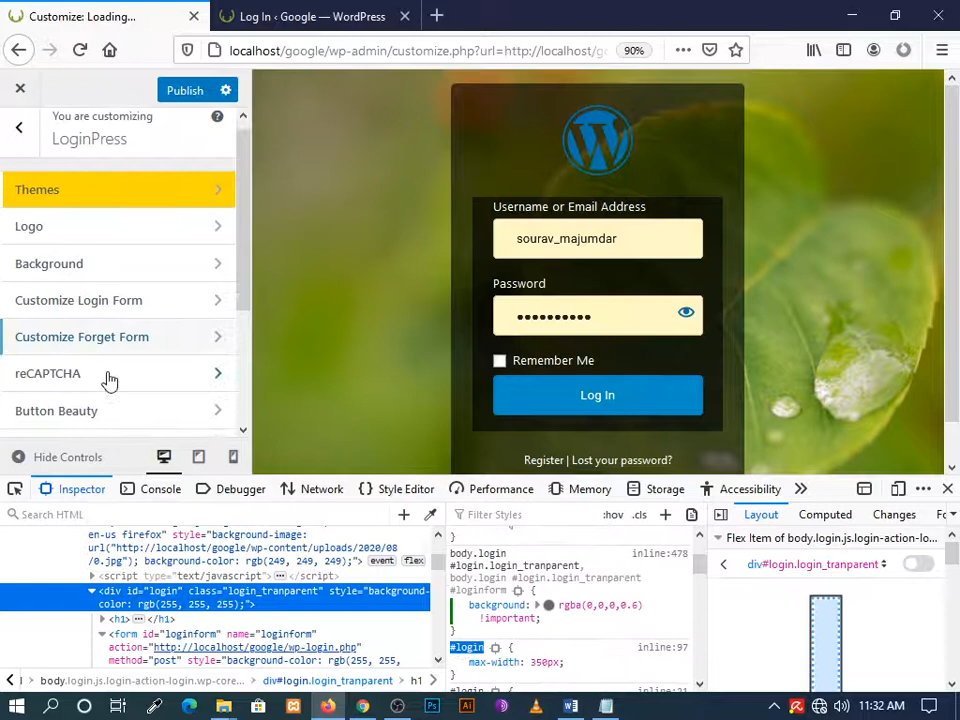 Customize: Loading...
Log In ‹ Google — WordPress
localhost/google/wp-admin/customize.php?url=http://localhost/g
90%
Publish
You are customizing
LoginPress
Themes
Logo
Background
Customize Login Form
Customize Forget Form
reCAPTCHA
Button Beauty
Hide Controls
Username or Email Address
sourav_majumdar
Password
Remember Me
Log In
Register | Lost your password?
Inspector
Console
Debugger
Network
Style Editor
Performance
Memory
Storage
Accessibility
Search HTML
en-us firefox" style="background-
image:
url("http://localhost/google/wp-content/uploads/2020/08
/0.jpg"); background-color: rgb(249, 249, 249);"> event flex
<script type="text/javascript"> </script>
<div id="login" class="login_tranparent" style="background-
color: rgb(255, 255, 255);">
<h1> </h1>
<form id="loginform" name="loginform"
action="http://localhost/google/wp-login.php"
method="post" style="background-color: rgb(255, 255,
body.login.js.login-action-login.wp-core...
div#login.login_tranparent
h1
Filter Styles
:hov
.cls
}
body.login
inline:478
#login.login_tranparent,
body.login #login.login_tranparent
#loginform {
background: rgba(0,0,0,0.6)
!important;
}
#login {
inline:97
max-width: 350px;
}
Layout
Computed
Changes
Fo
Flex Item of body.login.js.login-action-lo...
div#login.login_tranparent
Ps
Ai
11:32 AM